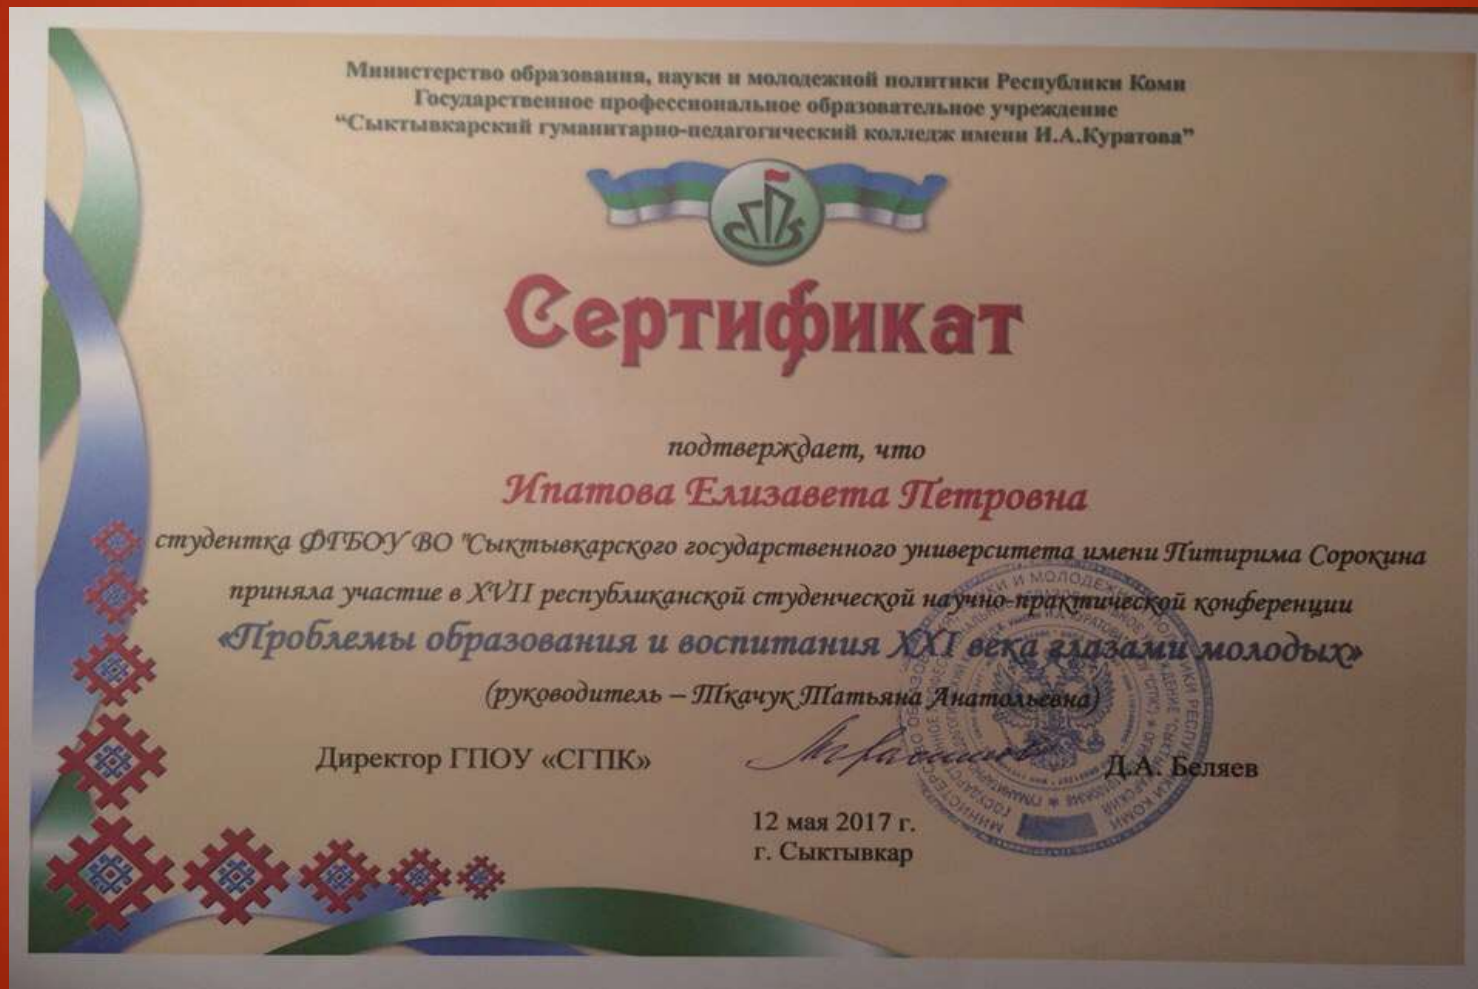 Министерство образования, науки и молодежной политики Республики Коми
Государственное профессиональное образовательное учреждение
“Сыктывкарский гуманитарно-педагогический колледж имени И.А.Куратова”
Сертификат
подтверждает, что
Ипатова Елизавета Петровна
студентка ФГБОУ ВО "Сыктывкарского государственного университета имени Питирима Сорокина
приняла участие в XVII республиканской студенческой научно-практической конференции
«Проблемы образования и воспитания XXI века глазами молодых»
(руководитель – Ткачук Татьяна Анатольевна)
Директор ГПОУ «СГПК»
Д.А. Беляев
12 мая 2017 г.
г. Сыктывкар